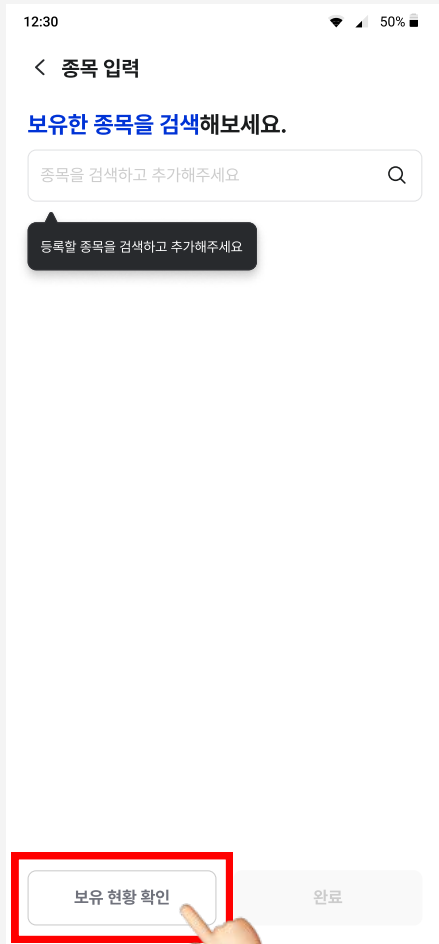 12:30
50%
종목 입력
보유한 종목을 검색해보세요.
종목을 검색하고 추가해주세요
등록할 종목을 검색하고 추가해주세요
보유 현황 확인
완료